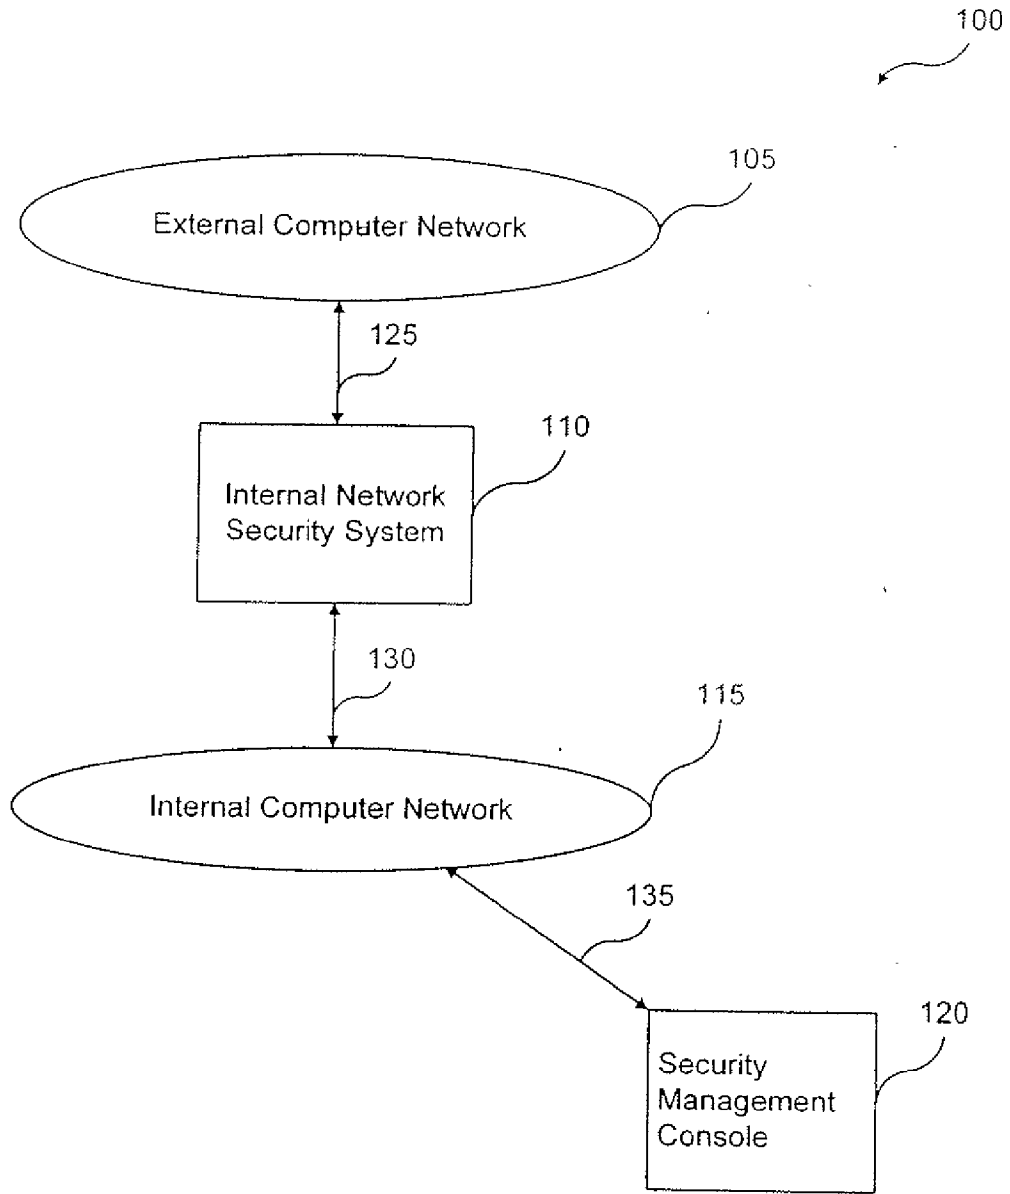 100
105
External Computer Network
125
110
Internal Network
Security System
130
115
Internal Computer Network
135
120
Security
Management
Console